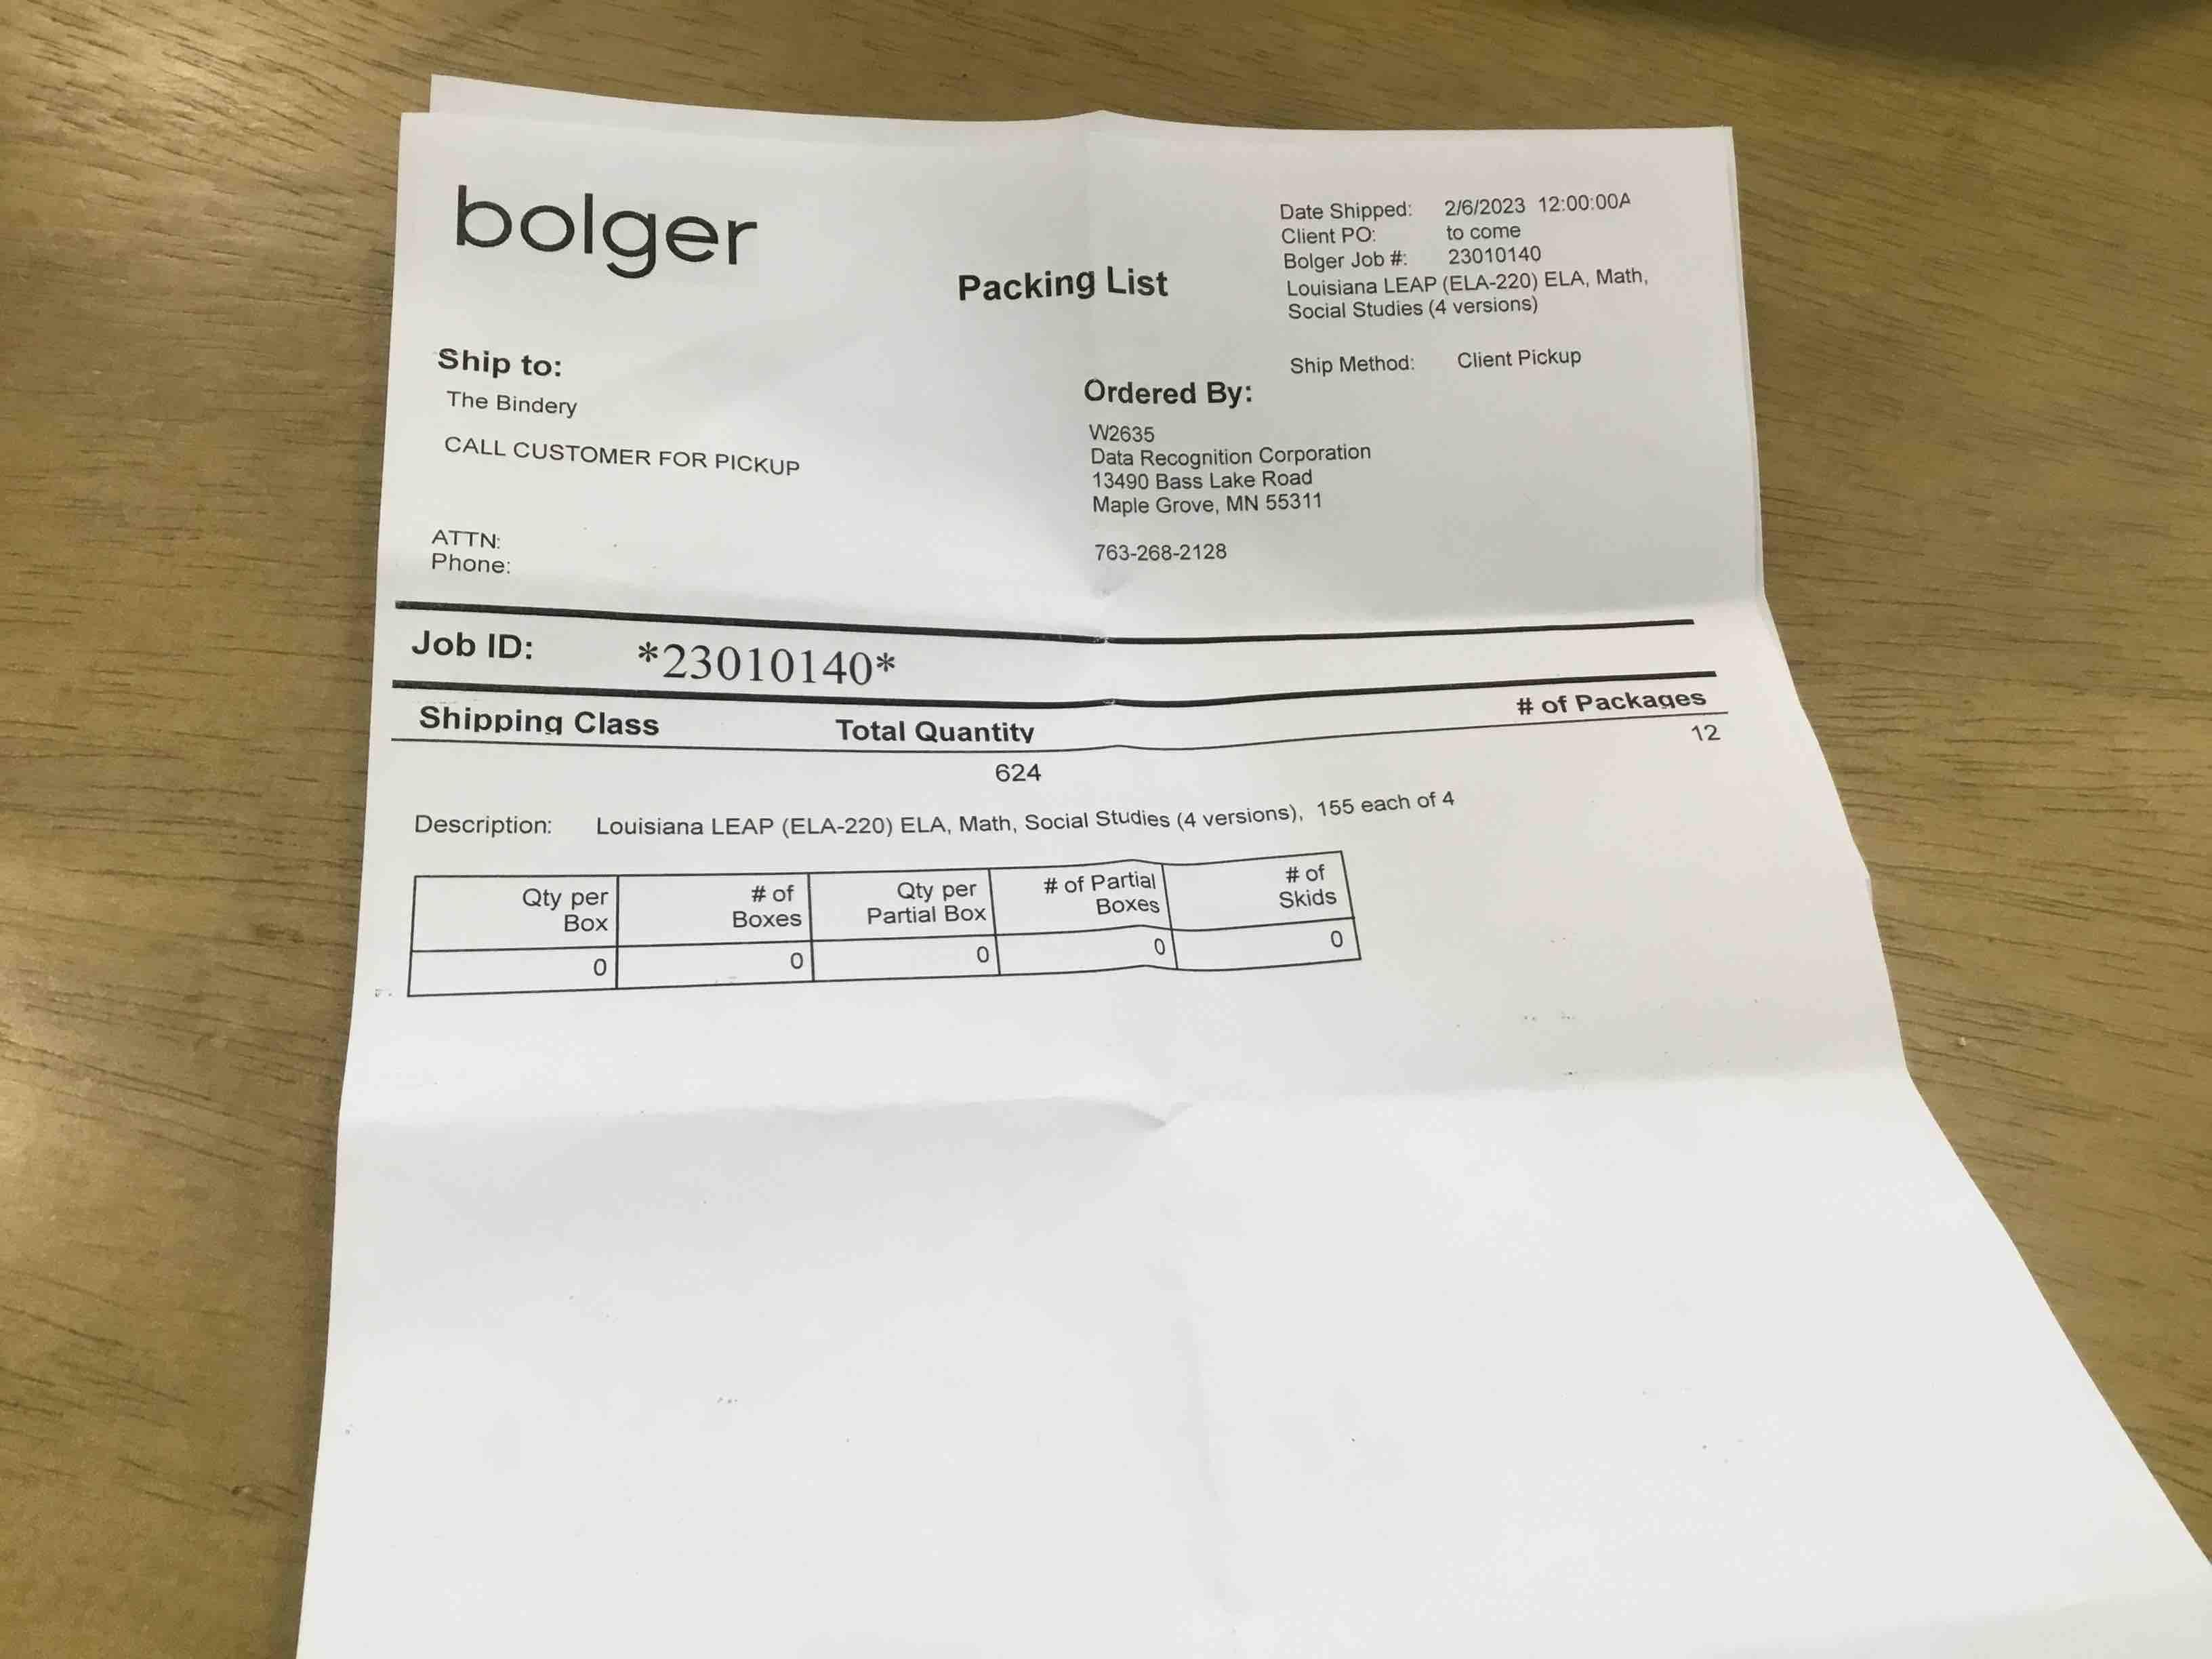 bolger
Packing List
Date Shipped: 2/6/2023 12:00:00A
Client PO: to come
Bolger Job #: 23010140
Louisiana LEAP (ELA-220) ELA, Math,
Social Studies (4 versions)
Ship Method: Client Pickup
Ship to:
The Bindery
CALL CUSTOMER FOR PICKUP
ATTN:
Phone:
Ordered By:
W2635
Data Recognition Corporation
13490 Bass Lake Road
Maple Grove, MN 55311
763-268-2128
Job ID: *23010140*
Shipping Class Total Quantity # of Packages
624 12
Description: Louisiana LEAP (ELA-220) ELA, Math, Social Studies (4 versions), 155 each of 4
Qty per Box # of Boxes Qty per Partial Box # of Partial Boxes # of Skids
0 0 0 0 0